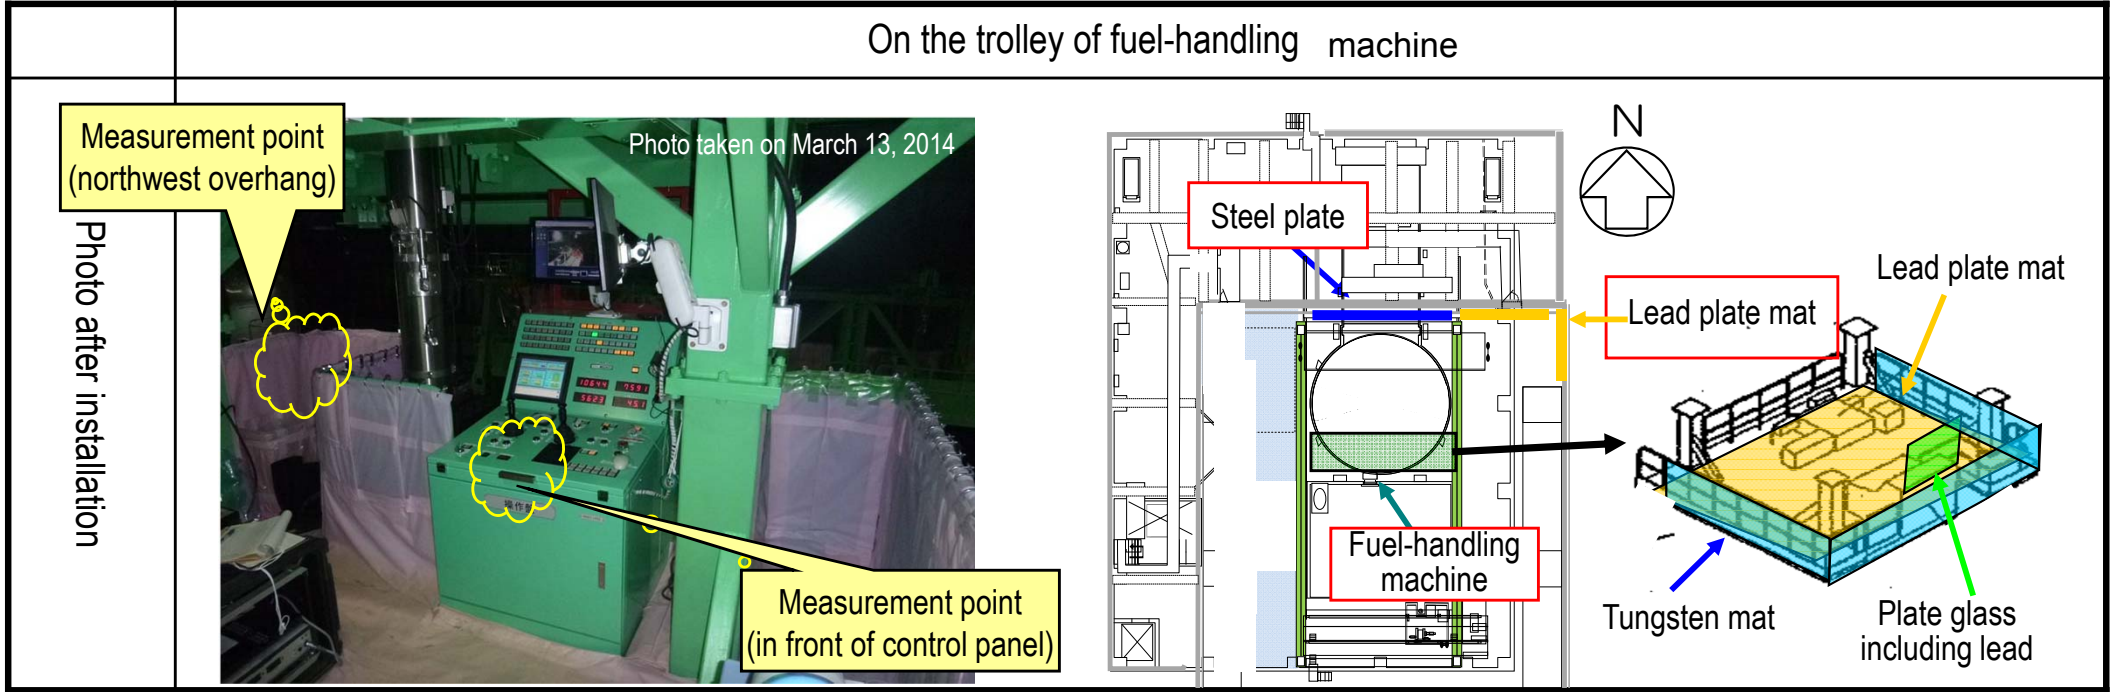 On the trolley of fuel-handling machine
Photo after installation
Measurement point
(northwest overhang)
Photo taken on March 13, 2014
Measurement point
(in front of control panel)
N
Steel plate
Lead plate mat
Fuel-handling
machine
Lead plate mat
Tungsten mat
Plate glass
including lead